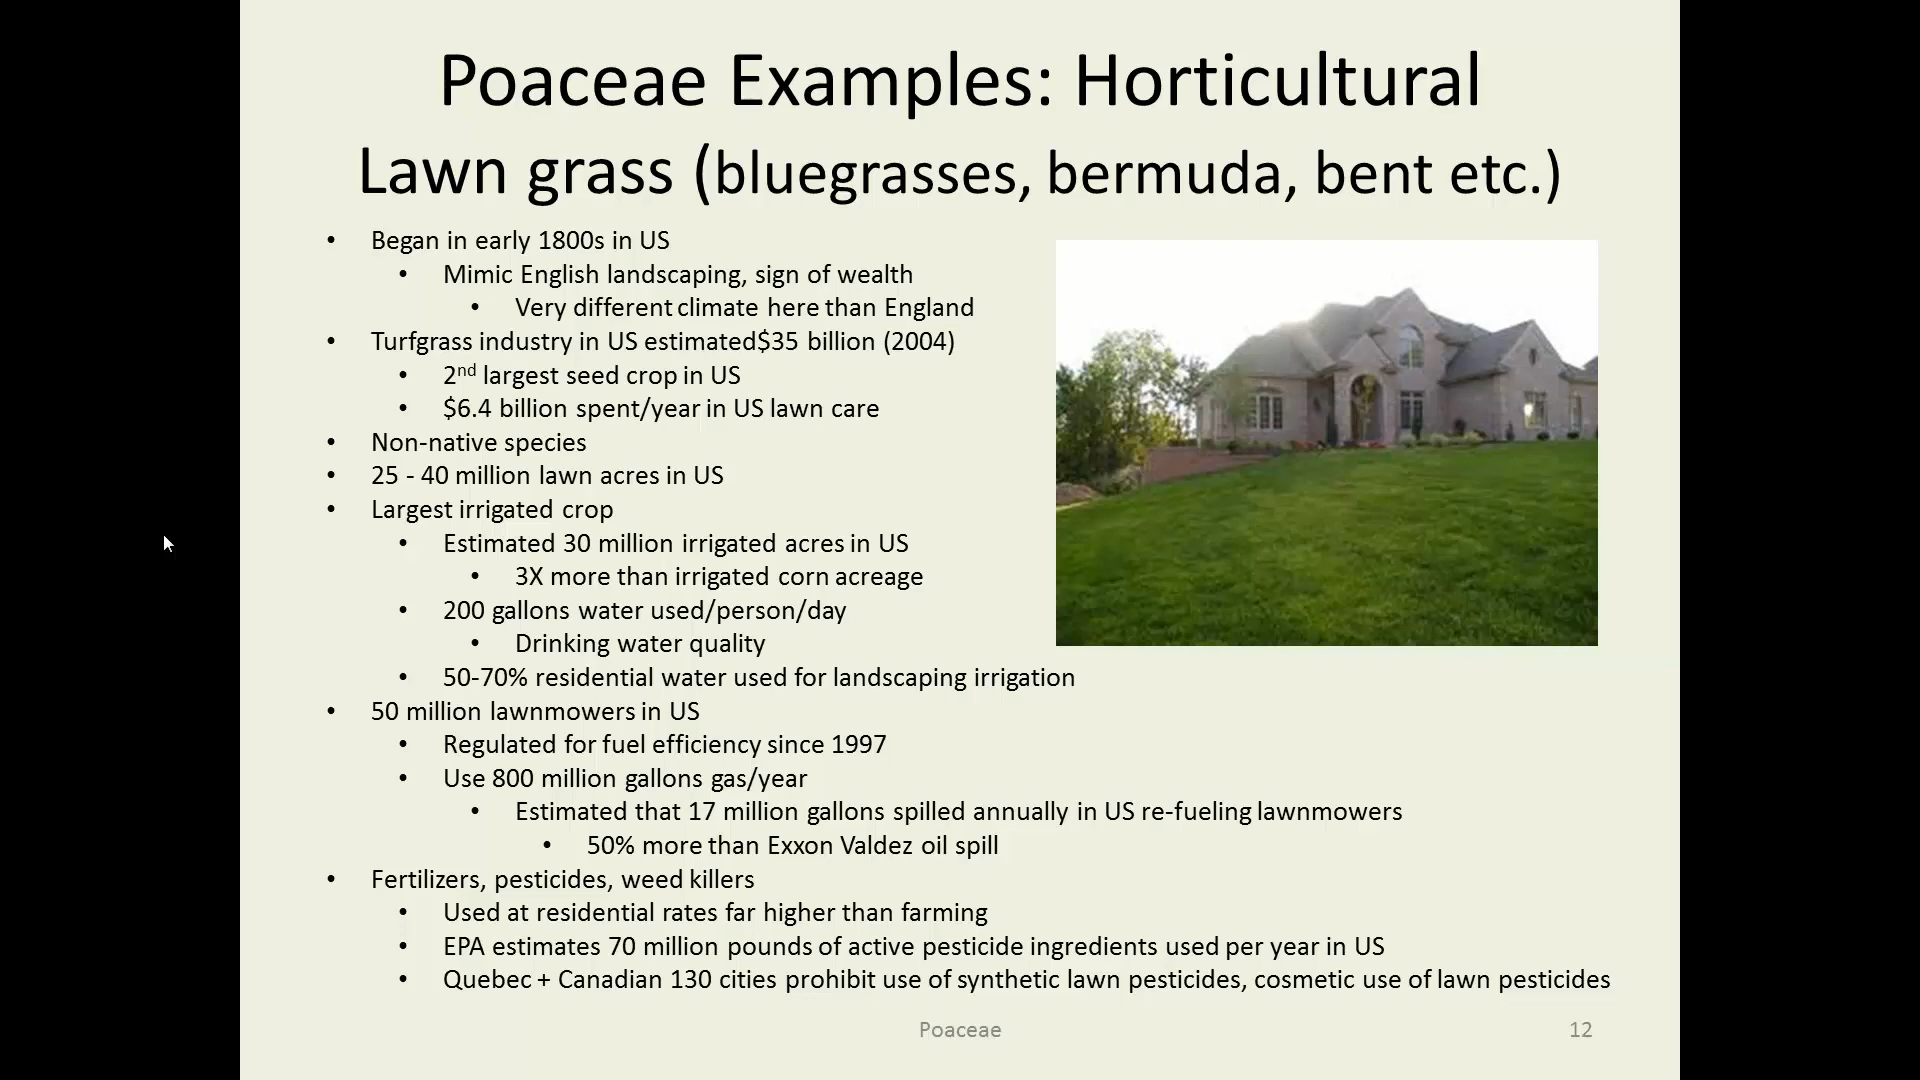 Poaceae Examples: Horticultural
Lawn grass (bluegrasses, bermuda, bent etc.)
• Began in early 1800s in US
• Mimic English landscaping, sign of wealth
• Very different climate here than England
• Turfgrass industry in US estimated$35 billion (2004)
• 2nd largest seed crop in US
• $6.4 billion spent/year in US lawn care
• Non-native species
• 25 - 40 million lawn acres in US
• Largest irrigated crop
• Estimated 30 million irrigated acres in US
• 3X more than irrigated corn acreage
• 200 gallons water used/person/day
• Drinking water quality
• 50-70% residential water used for landscaping irrigation
• 50 million lawnmowers in US
• Regulated for fuel efficiency since 1997
• Use 800 million gallons gas/year
• Estimated that 17 million gallons spilled annually in US re-fueling lawnmowers
• 50% more than Exxon Valdez oil spill
• Fertilizers, pesticides, weed killers
• Used at residential rates far higher than farming
• EPA estimates 70 million pounds of active pesticide ingredients used per year in US
• Quebec + Canadian 130 cities prohibit use of synthetic lawn pesticides, cosmetic use of lawn pesticides
Poaceae
12